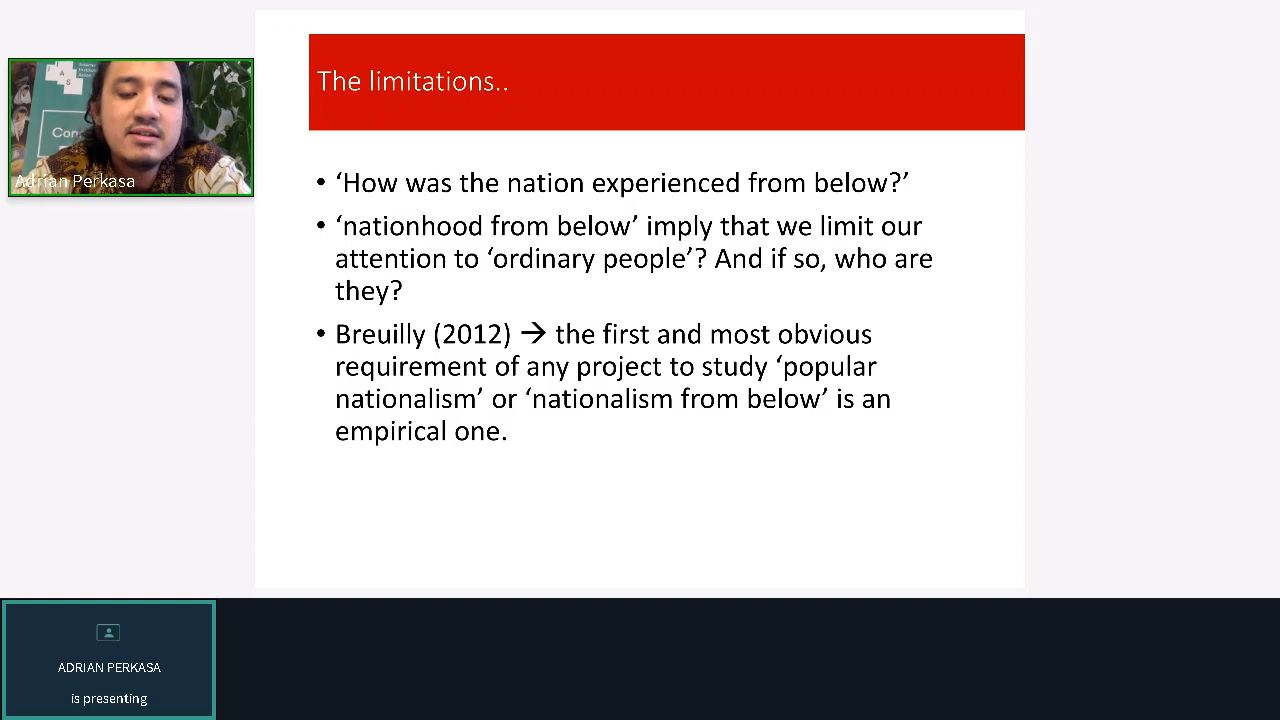 The limitations..
Con
Adrian Perkasa
• ‘How was the nation experienced from below?’
• ‘nationhood from below’ imply that we limit our
attention to ‘ordinary people’? And if so, who are
they?
• Breuilly (2012) → the first and most obvious
requirement of any project to study ‘popular
nationalism’ or ‘nationalism from below’ is an
empirical one.
ADRIAN PERKASA
is presenting